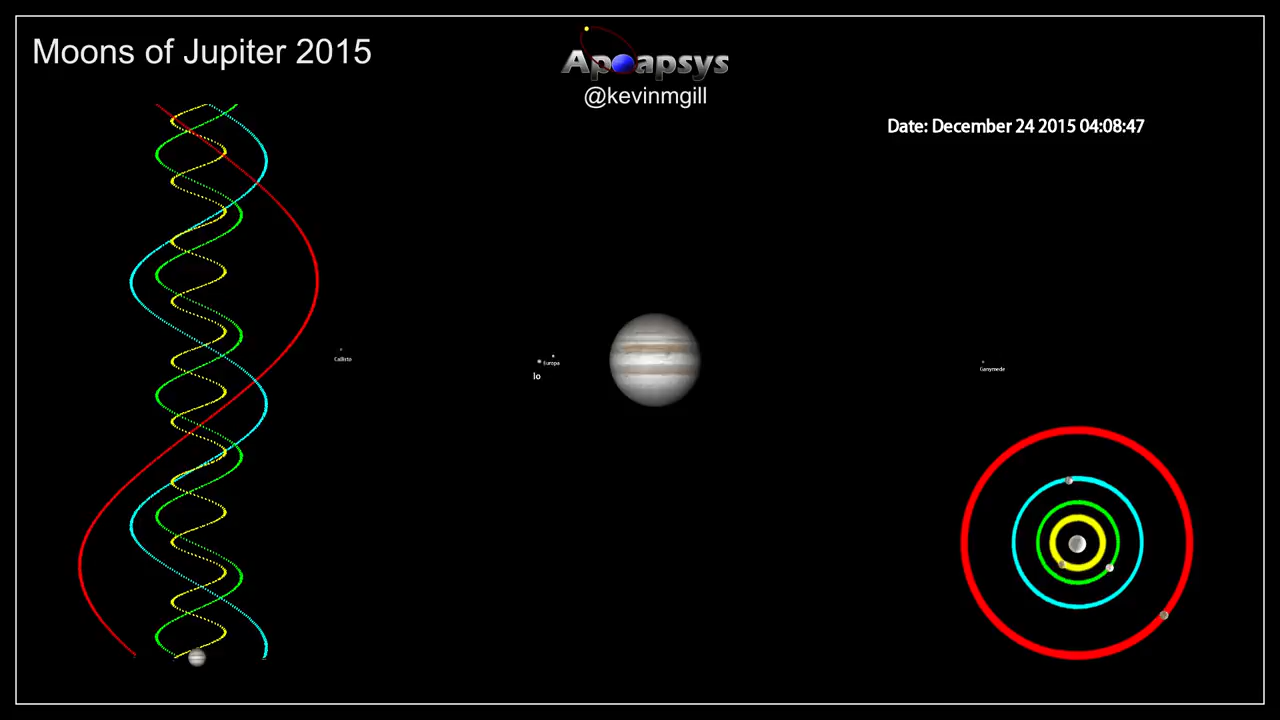 Moons of Jupiter 2015
Apoapsys
@kevinmgill
Date: December 24 2015 04:08:47
Callisto
Europa
Io
Ganymede